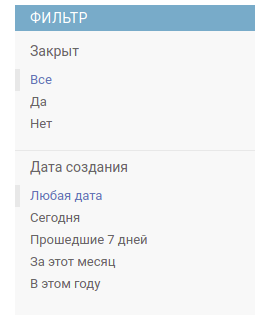 ФИЛЬТР
Закрыт
Все
Да
Нет
Дата создания
Любая дата
Сегодня
Прошедшие 7 дней
За этот месяц
В этом году